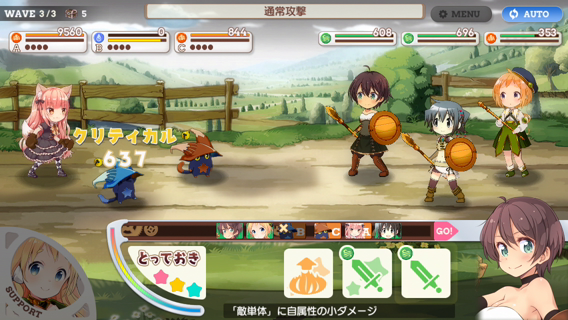 WAVE 3/3 5
通常攻撃
MENU
AUTO
9560
A
0
B
844
C
608
696
353
クリティカル
637
B C A GO!
とっておき
SUPPORT
「敵単体」に自属性の小ダメージ